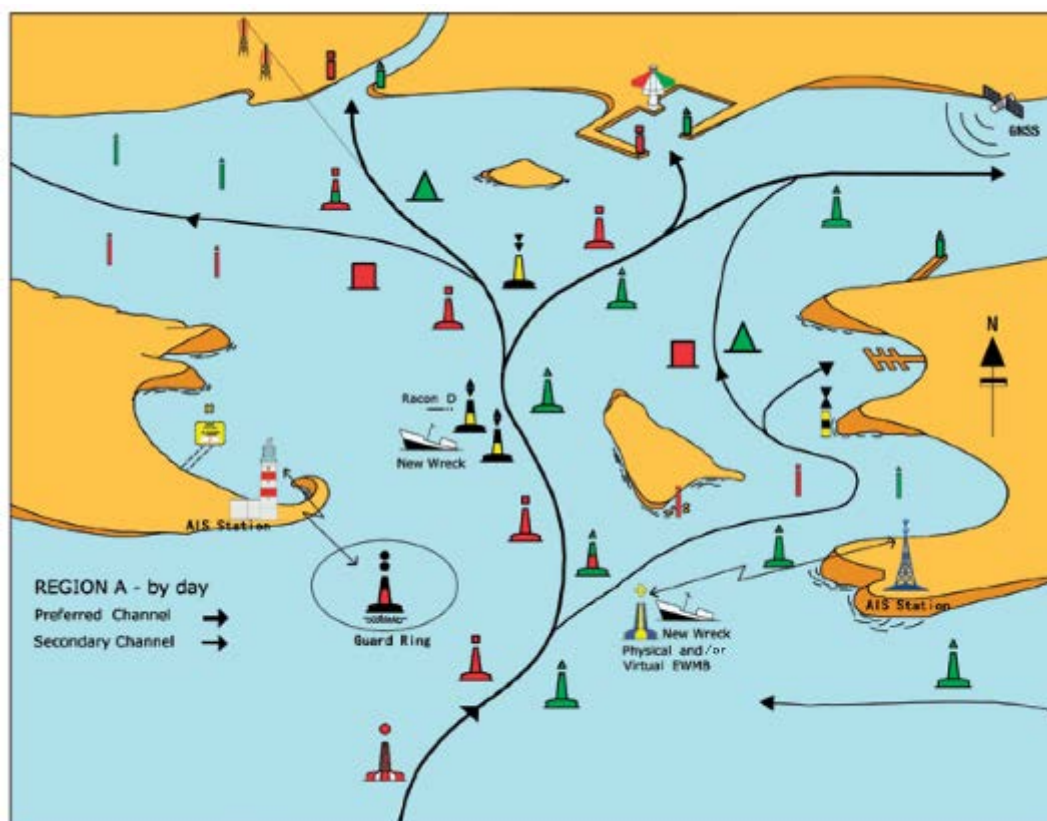 GNSS
N
Racon D
New Wreck
AIS Station
REGION A - by day
Preferred Channel
Secondary Channel
Guard Ring
New Wreck
Physical and/or
Virtual EWMB
AIS Station